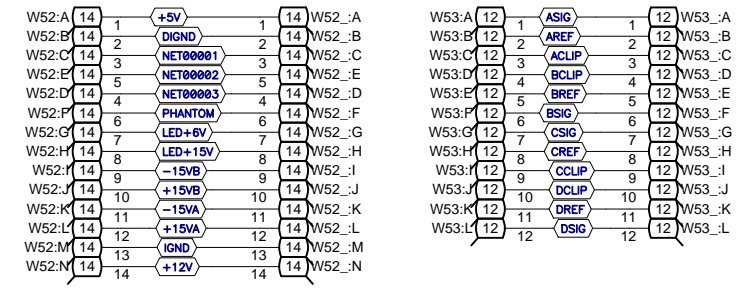 W52:A 14 1 +5V 1 14 W52_:A
W52:B 14 2 DIGND 2 14 W52_:B
W52:C 14 3 NET00001 3 14 W52_:C
W52:E 14 5 NET00002 5 14 W52_:E
W52:D 14 4 NET00003 4 14 W52_:D
W52:F 14 6 PHANTOM 6 14 W52_:F
W52:G 14 7 LED+6V 7 14 W52_:G
W52:H 14 8 LED+15V 8 14 W52_:H
W52:I 14 9 -15VB 9 14 W52_:I
W52:J 14 10 +15VB 10 14 W52_:J
W52:K 14 11 -15VA 11 14 W52_:K
W52:L 14 12 +15VA 12 14 W52_:L
W52:M 14 13 IGND 13 14 W52_:M
W52:N 14 14 +12V 14 14 W52_:N
W53:A 12 1 ASIG 1 12 W53_:A
W53:B 12 2 AREF 2 12 W53_:B
W53:C 12 3 ACLIP 3 12 W53_:C
W53:D 12 4 BCLIP 4 12 W53_:D
W53:E 12 5 BREF 5 12 W53_:E
W53:F 12 6 BSIG 6 12 W53_:F
W53:G 12 7 CSIG 7 12 W53_:G
W53:H 12 8 CREF 8 12 W53_:H
W53:I 12 9 CCLIP 9 12 W53_:I
W53:J 12 10 DCLIP 10 12 W53_:J
W53:K 12 11 DREF 11 12 W53_:K
W53:L 12 12 DSIG 12 12 W53_:L